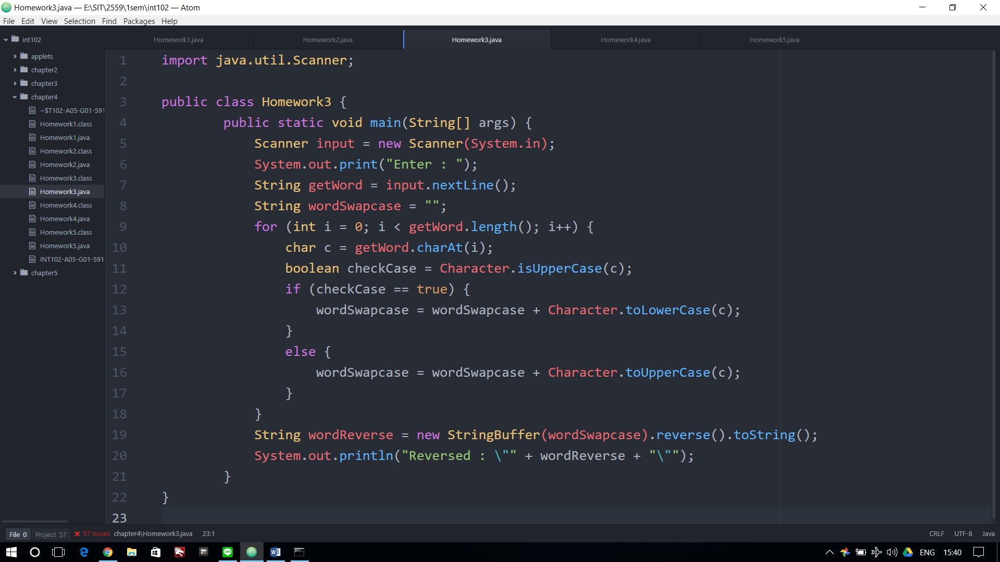 Homework3.java — E:\SIT\2559\1sem\int102 — Atom
File Edit View Selection Find Packages Help
int102
applets
chapter2
chapter3
chapter4
~$T102-A05-G01-591
Homework1.class
Homework1.java
Homework2.class
Homework2.java
Homework3.class
Homework3.java
Homework4.class
Homework4.java
Homework5.class
Homework5.java
INT102-A05-G01-591
chapter5
Homework1.java Homework2.java Homework3.java Homework4.java Homework5.java
1 import java.util.Scanner;
2
3 public class Homework3 {
4 public static void main(String[] args) {
5 Scanner input = new Scanner(System.in);
6 System.out.print("Enter : ");
7 String getWord = input.nextLine();
8 String wordSwapcase = "";
9 for (int i = 0; i < getWord.length(); i++) {
10 char c = getWord.charAt(i);
11 boolean checkCase = Character.isUpperCase(c);
12 if (checkCase == true) {
13 wordSwapcase = wordSwapcase + Character.toLowerCase(c);
14 }
15 else {
16 wordSwapcase = wordSwapcase + Character.toUpperCase(c);
17 }
18 }
19 String wordReverse = new StringBuffer(wordSwapcase).reverse().toString();
20 System.out.println("Reversed : \"" + wordReverse + "\"");
21 }
22 }
23
File 0 Project 57 57 Issues chapter4\Homework3.java 23:1 CRLF UTF-8 Java
ENG 15:40